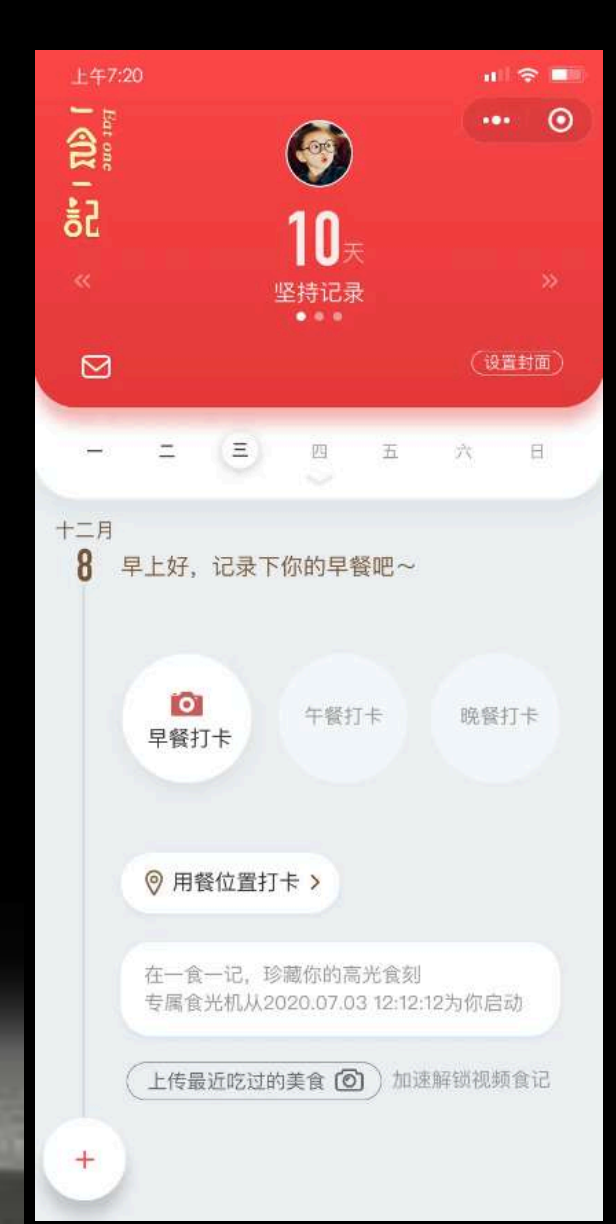 上午7:20
一食一記
Eat one
10天
坚持记录
设置封面
一 二 三 四 五 六 日
十二月
8
早上好，记录下你的早餐吧～
早餐打卡
午餐打卡
晚餐打卡
用餐位置打卡
在一食一记，珍藏你的高光食刻
专属食光机从2020.07.03 12:12:12为你启动
上传最近吃过的美食
加速解锁视频食记